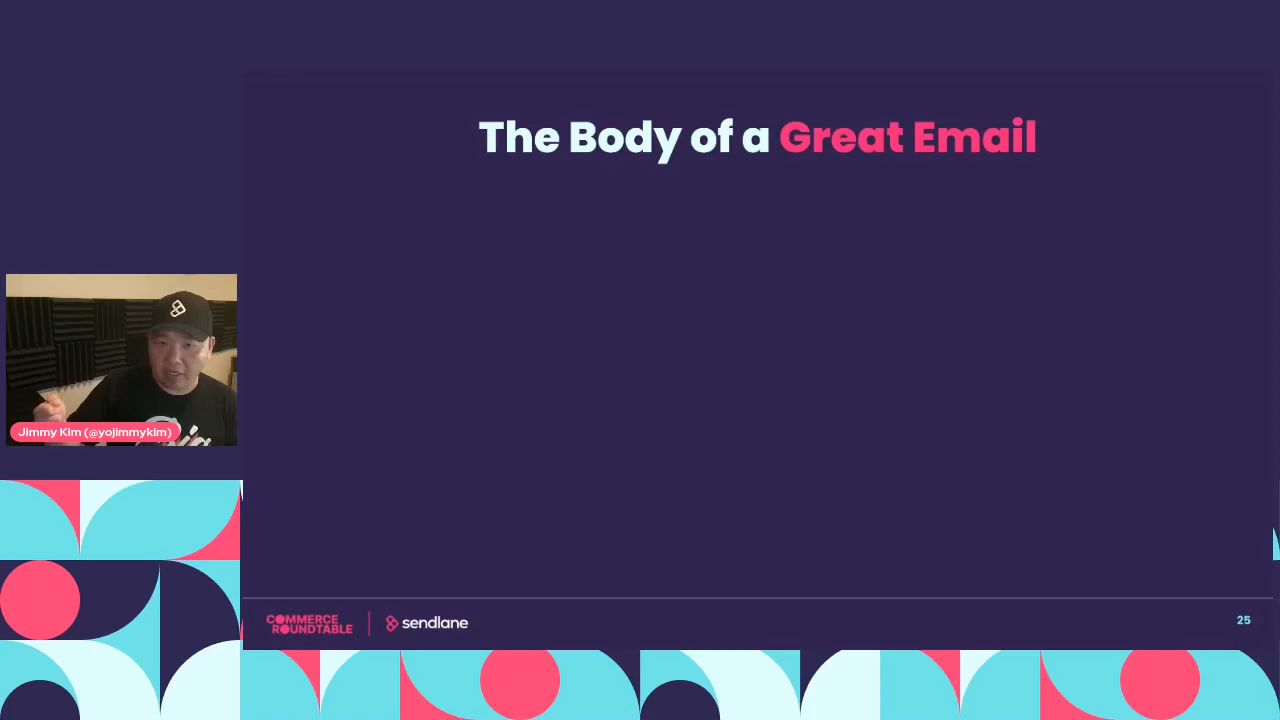 The Body of a Great Email
Jimmy Kim (@yojimmykim)
COMMERCE
ROUNDTABLE
sendlane
25